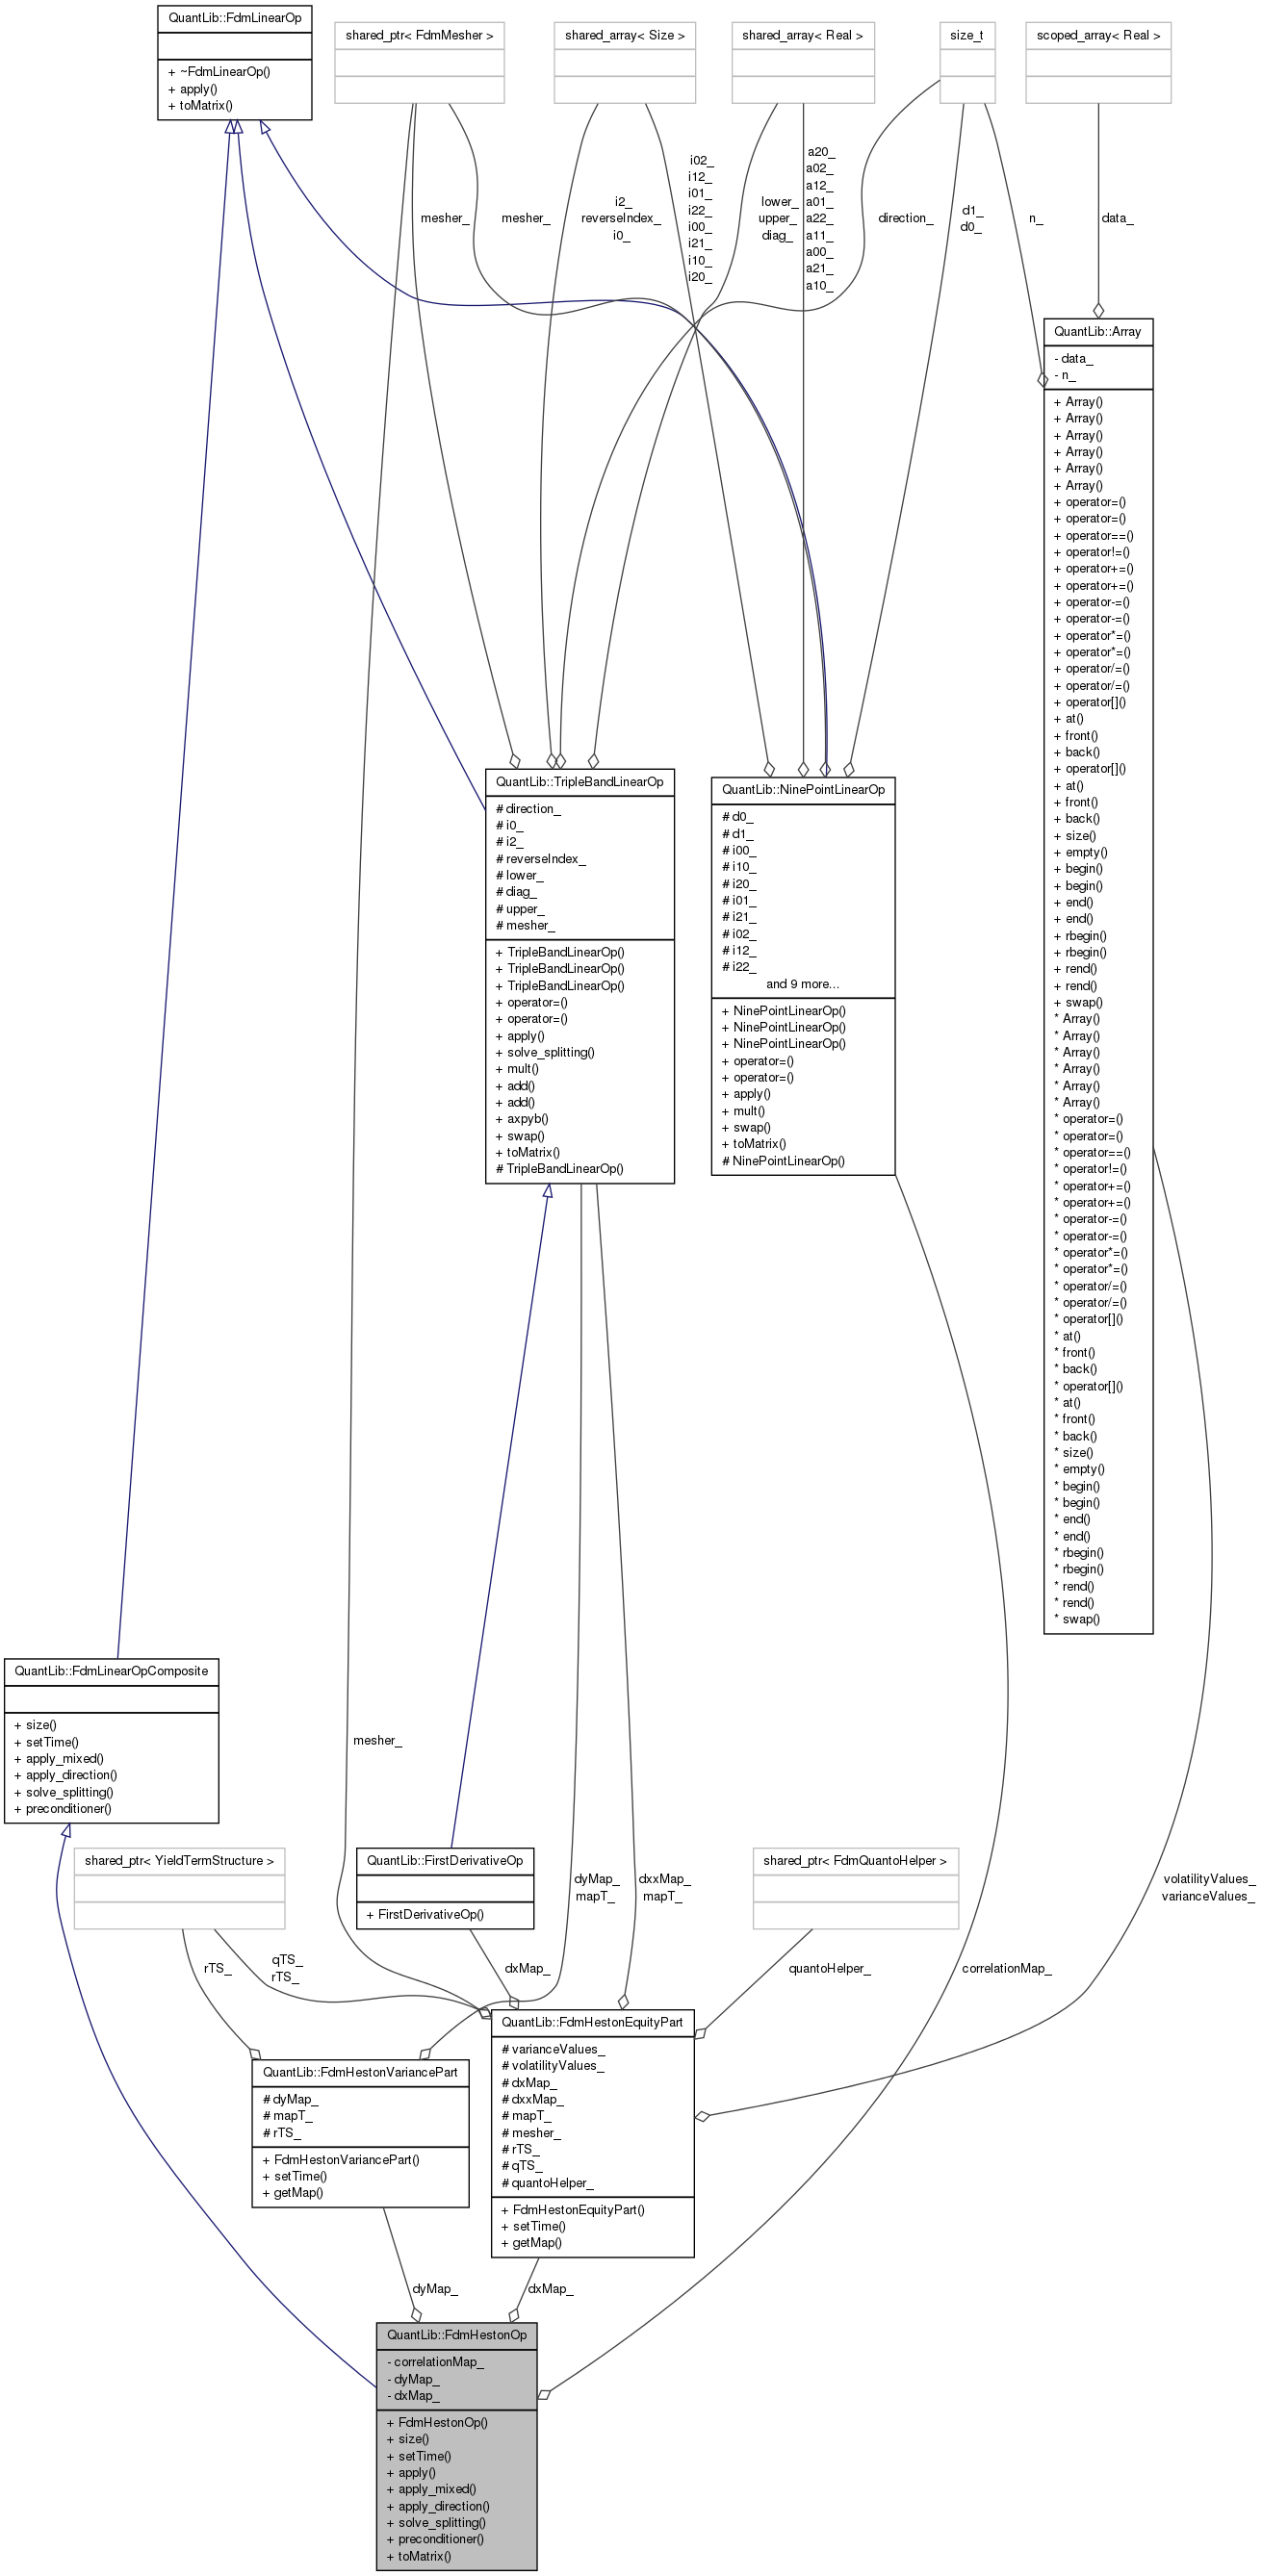 QuantLib::FdmLinearOp
+ ~FdmLinearOp()
+ apply()
+ toMatrix()
shared_ptr< FdmMesher >
shared_array< Size >
shared_array< Real >
size_t
scoped_array< Real >
mesher_
mesher_
i2_
reverseIndex_
i0_
i02_
i12_
i01_
i22_
i00_
i21_
i10_
i20_
lower_
upper_
diag_
a20_
a02_
a12_
a01_
a22_
a11_
a00_
a21_
a10_
direction_
d1_
d0_
n_
data_
QuantLib::Array
- data_
- n_
+ Array()
+ Array()
+ Array()
+ Array()
+ Array()
+ Array()
+ operator=()
+ operator=()
+ operator==()
+ operator!=()
+ operator+=()
+ operator+=()
+ operator-=()
+ operator-=()
+ operator*=()
+ operator*=()
+ operator/=()
+ operator/=()
+ operator[]()
+ at()
+ front()
+ back()
+ operator[]()
+ at()
+ front()
+ back()
+ size()
+ empty()
+ begin()
+ begin()
+ end()
+ end()
+ rbegin()
+ rbegin()
+ rend()
+ rend()
+ swap()
* Array()
* Array()
* Array()
* Array()
* Array()
* Array()
* operator=()
* operator=()
* operator==()
* operator!=()
* operator+=()
* operator+=()
* operator-=()
* operator-=()
* operator*=()
* operator*=()
* operator/=()
* operator/=()
* operator[]()
* at()
* front()
* back()
* operator[]()
* at()
* front()
* back()
* size()
* empty()
* begin()
* begin()
* end()
* end()
* rbegin()
* rbegin()
* rend()
* rend()
* swap()
QuantLib::TripleBandLinearOp
# direction_
# i0_
# i2_
# reverseIndex_
# lower_
# diag_
# upper_
# mesher_
+ TripleBandLinearOp()
+ TripleBandLinearOp()
+ TripleBandLinearOp()
+ operator=()
+ operator=()
+ apply()
+ solve_splitting()
+ mult()
+ add()
+ add()
+ axpyb()
+ swap()
+ toMatrix()
# TripleBandLinearOp()
QuantLib::NinePointLinearOp
# d0_
# d1_
# i00_
# i10_
# i20_
# i01_
# i21_
# i02_
# i12_
# i22_
and 9 more...
+ NinePointLinearOp()
+ NinePointLinearOp()
+ NinePointLinearOp()
+ operator=()
+ operator=()
+ apply()
+ mult()
+ swap()
+ toMatrix()
# NinePointLinearOp()
QuantLib::FdmLinearOpComposite
+ size()
+ setTime()
+ apply_mixed()
+ apply_direction()
+ solve_splitting()
+ preconditioner()
mesher_
shared_ptr< YieldTermStructure >
QuantLib::FirstDerivativeOp
+ FirstDerivativeOp()
dyMap_
mapT_
dxxMap_
mapT_
shared_ptr< FdmQuantoHelper >
volatilityValues_
varianceValues_
rTS_
qTS_
rTS_
dxMap_
quantoHelper_
correlationMap_
QuantLib::FdmHestonVariancePart
# dyMap_
# mapT_
# rTS_
+ FdmHestonVariancePart()
+ setTime()
+ getMap()
QuantLib::FdmHestonEquityPart
# varianceValues_
# volatilityValues_
# dxMap_
# dxxMap_
# mapT_
# mesher_
# rTS_
# qTS_
# quantoHelper_
+ FdmHestonEquityPart()
+ setTime()
+ getMap()
dyMap_
dxMap_
QuantLib::FdmHestonOp
- correlationMap_
- dyMap_
- dxMap_
+ FdmHestonOp()
+ size()
+ setTime()
+ apply()
+ apply_mixed()
+ apply_direction()
+ solve_splitting()
+ preconditioner()
+ toMatrix()